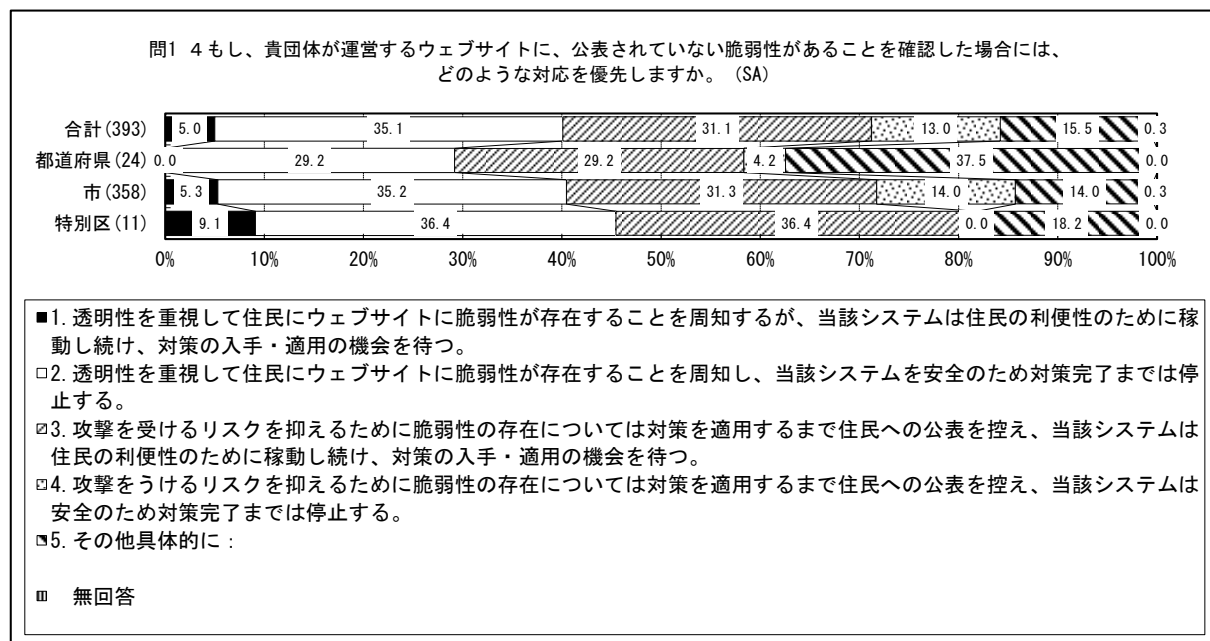 問1 4もし、貴団体が運営するウェブサイトに、公表されていない脆弱性があることを確認した場合には、
どのような対応を優先しますか。（SA）
合計(393) 5.0 35.1 31.1 13.0 15.5 0.3
都道府県(24) 0.0 29.2 29.2 4.2 37.5 0.0
市(358) 5.3 35.2 31.3 14.0 14.0 0.3
特別区(11) 9.1 36.4 36.4 0.0 18.2 0.0
0% 10% 20% 30% 40% 50% 60% 70% 80% 90% 100%
1. 透明性を重視して住民にウェブサイトに脆弱性が存在することを周知するが、当該システムは住民の利便性のために稼
動し続け、対策の入手・適用の機会を待つ。
2. 透明性を重視して住民にウェブサイトに脆弱性が存在することを周知し、当該システムを安全のため対策完了までは停
止する。
3. 攻撃を受けるリスクを抑えるために脆弱性の存在については対策を適用するまで住民への公表を控え、当該システムは
住民の利便性のために稼動し続け、対策の入手・適用の機会を待つ。
4. 攻撃をうけるリスクを抑えるために脆弱性の存在については対策を適用するまで住民への公表を控え、当該システムは
安全のため対策完了までは停止する。
5. その他具体的に：
無回答